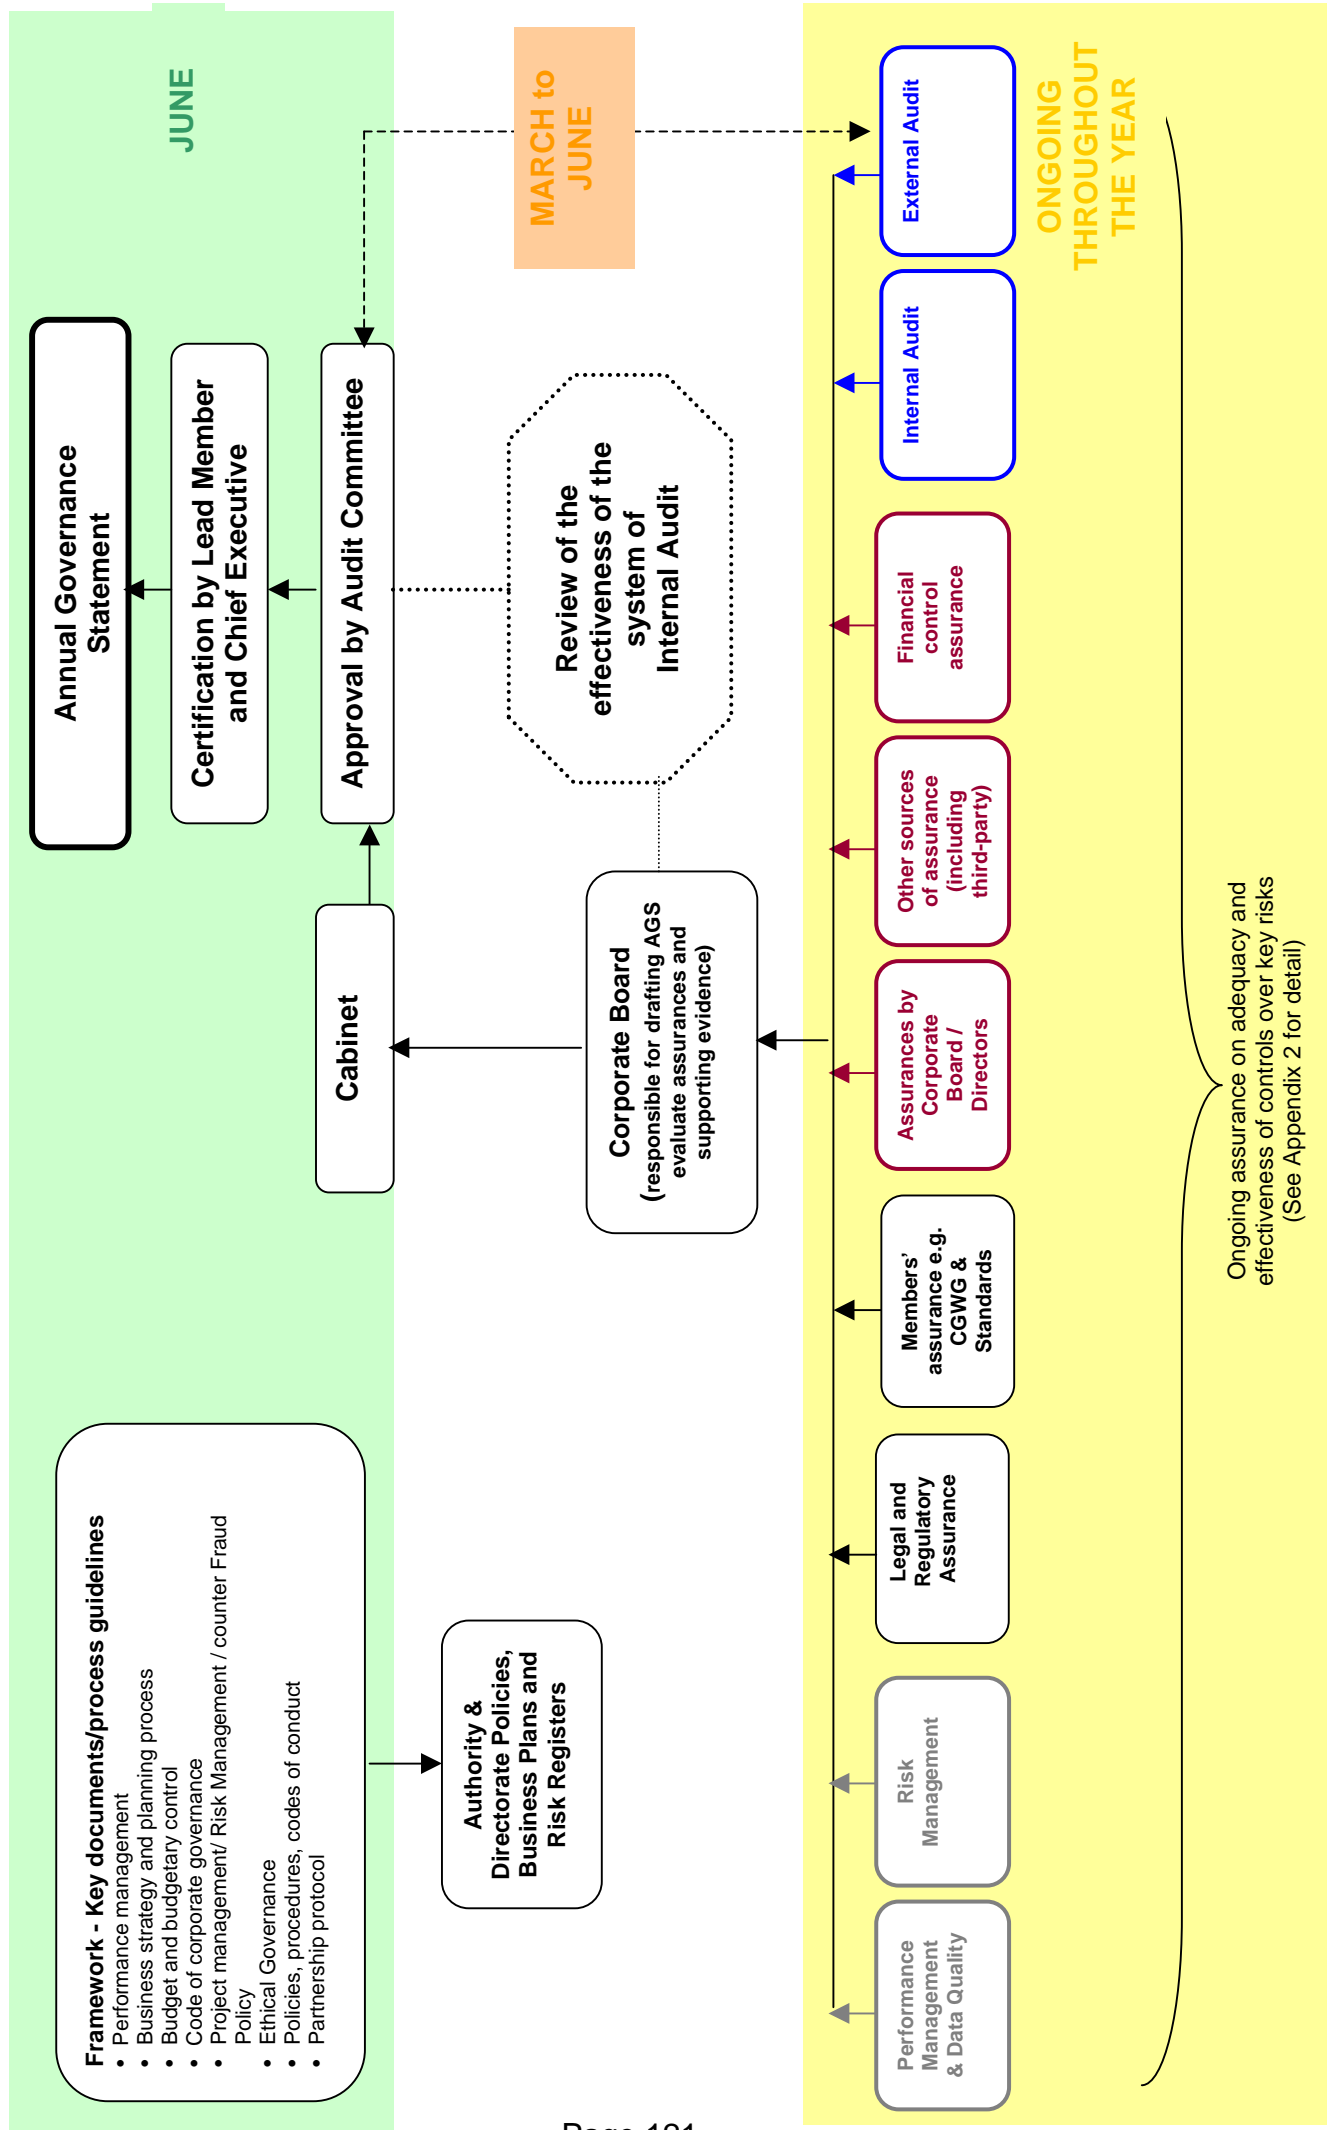 Framework - Key documents/process guidelines
• Performance management
• Business strategy and planning process
• Budget and budgetary control
• Code of corporate governance
• Project management/ Risk Management / counter Fraud
Policy
• Ethical Governance
• Policies, procedures, codes of conduct
• Partnership protocol
Annual Governance
Statement
Certification by Lead Member
and Chief Executive
Approval by Audit Committee
Cabinet
JUNE
Authority &
Directorate Policies,
Business Plans and
Risk Registers
Corporate Board
(responsible for drafting AGS
evaluate assurances and
supporting evidence)
Review of the
effectiveness of the
system of
Internal Audit
MARCH to
JUNE
Performance
Management
& Data Quality
Risk
Management
Legal and
Regulatory
Assurance
Members’
assurance e.g.
CGWG &
Standards
Assurances by
Corporate
Board /
Directors
Other sources
of assurance
(including
third-party)
Financial
control
assurance
Internal Audit
External Audit
ONGOING
THROUGHOUT
THE YEAR
Ongoing assurance on adequacy and
effectiveness of controls over key risks
(See Appendix 2 for detail)
Page 121